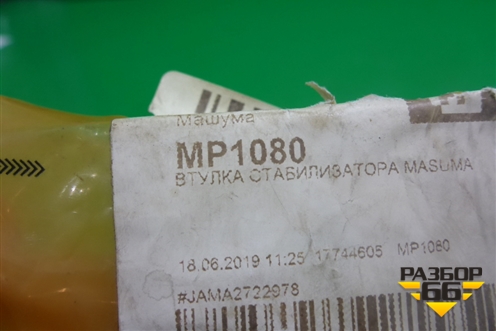 Машума
MP1080
ВТУЛКА СТАБИЛИЗАТОРА MASUMA
18.06.2019 11:25 17744605 MP1080
#JAMA2722978
РАЗБОР
66